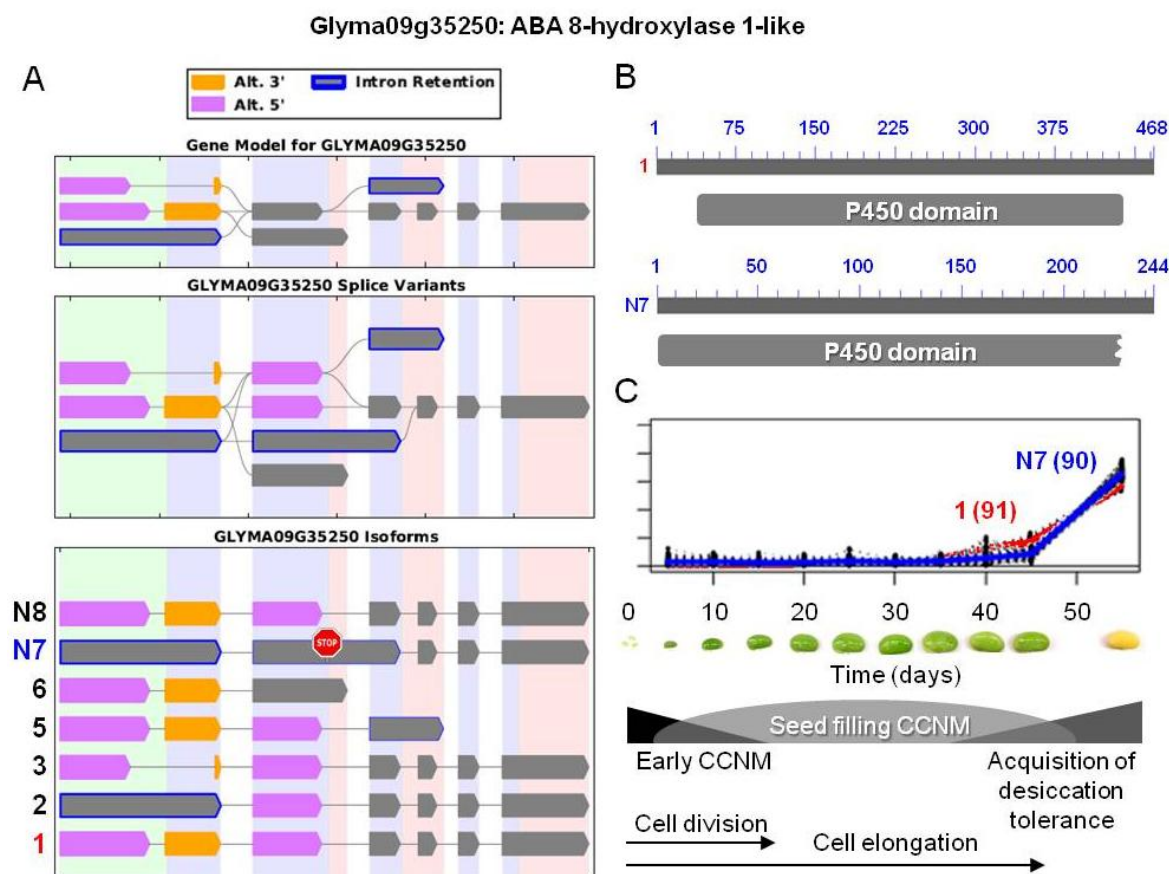 Glyma09g35250: ABA 8-hydroxylase 1-like
A
Alt. 3'
Intron Retention
Alt. 5'
Gene Model for GLYMA09G35250
GLYMA09G35250 Splice Variants
GLYMA09G35250 Isoforms
N8
N7
STOP
6
5
3
2
1
B
1 75 150 225 300 375 468
1
P450 domain
1 50 100 150 200 244
N7
P450 domain
C
N7 (90)
1 (91)
0 10 20 30 40 50
Time (days)
Seed filling CCNM
Early CCNM
Acquisition of
desiccation
tolerance
Cell division
Cell elongation